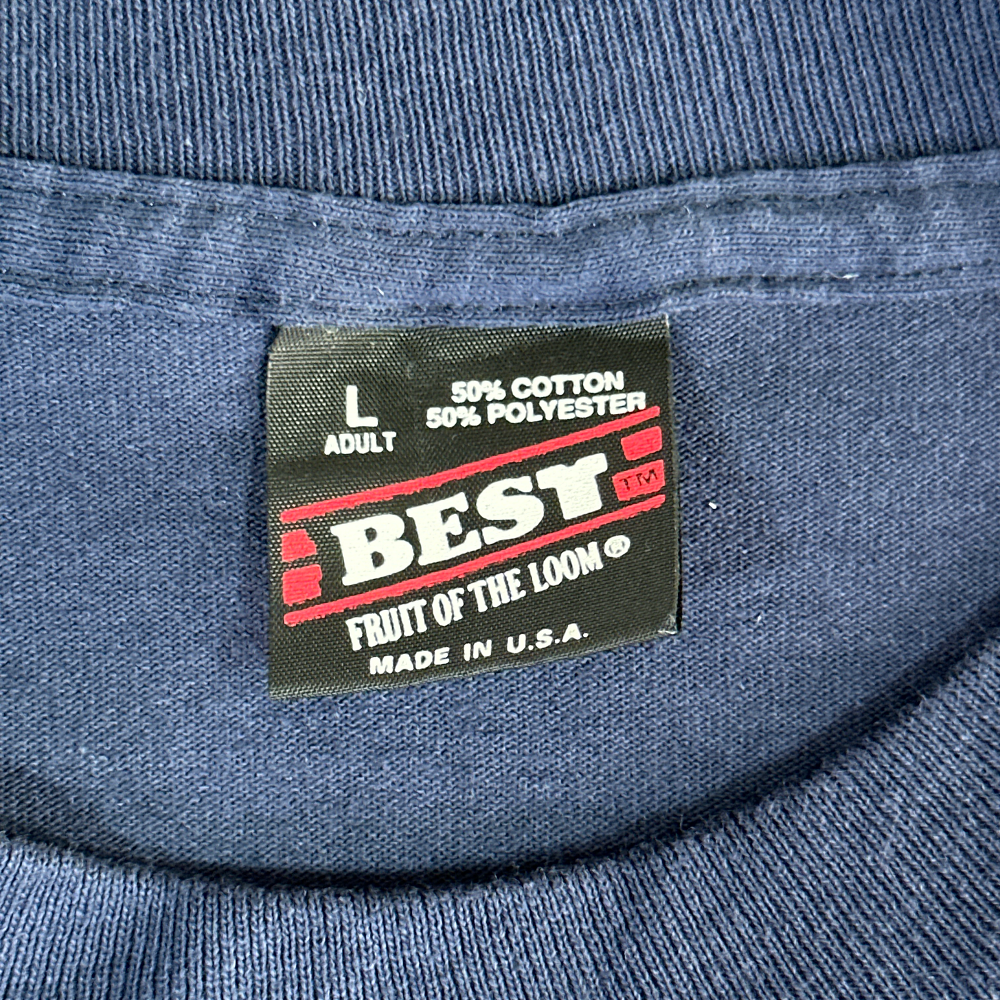 L
ADULT
50% COTTON
50% POLYESTER
BEST TM
FRUIT OF THE LOOM®
MADE IN U.S.A.